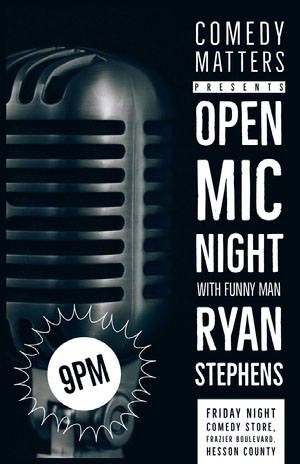 COMEDY
MATTERS
PRESENTS
OPEN
MIC
NIGHT
WITH FUNNY MAN
RYAN
STEPHENS
9PM
FRIDAY NIGHT
COMEDY STORE,
FRAZIER BOULEVARD,
HESSON COUNTY